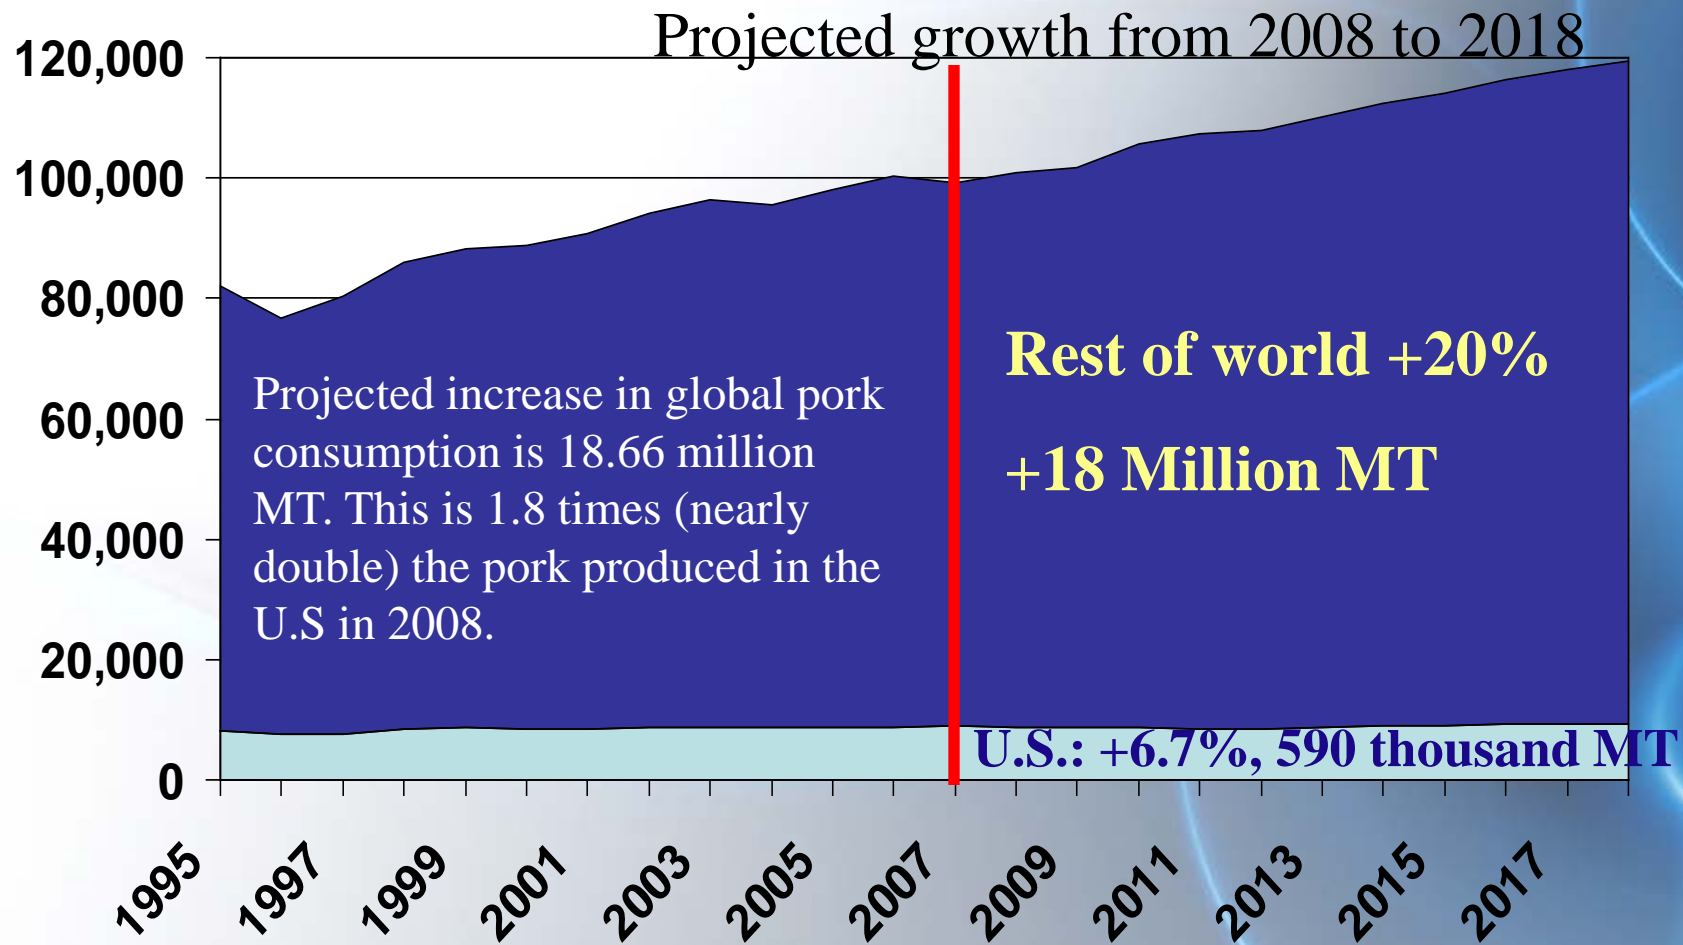 Projected growth from 2008 to 2018
120,000
100,000
80,000
60,000
40,000
20,000
0
Projected increase in global pork
consumption is 18.66 million
MT. This is 1.8 times (nearly
double) the pork produced in the
U.S in 2008.
Rest of world +20%
+18 Million MT
U.S.: +6.7%, 590 thousand MT
1995
1997
1999
2001
2003
2005
2007
2009
2011
2013
2015
2017